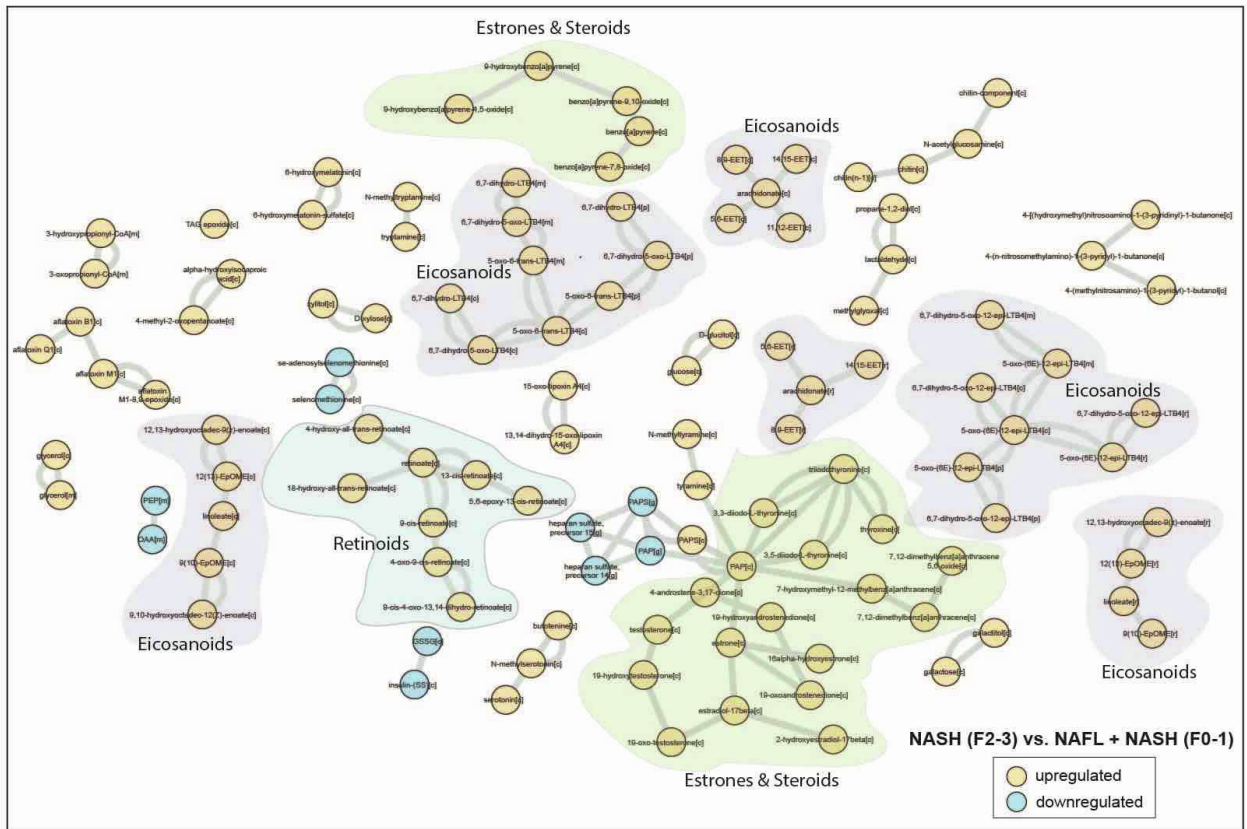 Estrones & Steroids
9-hydroxybenzo[a]pyrene[c]
9-hydroxybenzo[a]pyrene-4,5-oxide[c]
benzo[a]pyrene-9,10-oxide[c]
benzo[a]pyrene[c]
benzo[a]pyrene-7,8-oxide[c]
chitin-component[c]
N-acetylglucosamine[c]
chitin[c]
chitin(n-1)[c]
Eicosanoids
8,9-EET[c]
14,15-EET[c]
arachidonate[c]
5,6-EET[c]
11,12-EET[c]
propane-1,2-diol[c]
lactaldehyde[c]
methylglyoxal[c]
4-[(hydroxymethyl)nitrosoamino]-1-(3-pyridinyl)-1-butanone[c]
4-(n-nitrosomethylamino)-1-(3-pyridyl)-1-butanone[c]
4-(methylnitrosamino)-1-(3-pyridyl)-1-butanol[c]
6-hydroxymelatonin[c]
6-hydroxymelatonin-sulfate[c]
N-methyltryptamine[c]
tryptamine[c]
TAG epoxide[c]
3-hydroxypropionyl-CoA[m]
3-oxopropionyl-CoA[m]
alpha-hydroxyisocaproic
acid[c]
4-methyl-2-oxopentanoate[c]
Eicosanoids
6,7-dihydro-LTB4[m]
6,7-dihydro-5-oxo-LTB4[m]
5-oxo-6-trans-LTB4[m]
6,7-dihydro-LTB4[p]
6,7-dihydro-5-oxo-LTB4[p]
5-oxo-6-trans-LTB4[p]
6,7-dihydro-LTB4[c]
5-oxo-6-trans-LTB4[c]
6,7-dihydro-5-oxo-LTB4[c]
xylitol[c]
D-xylose[c]
aflatoxin B1[c]
aflatoxin Q1[c]
aflatoxin M1[c]
aflatoxin
M1-8,9-epoxide[c]
se-adenosylselenomethionine[c]
selenomethionine[c]
15-oxo-lipoxin A4[c]
13,14-dihydro-15-oxo-lipoxin
A4[c]
D-glucitol[c]
glucose[c]
5,6-EET[r]
14,15-EET[r]
arachidonate[r]
8,9-EET[r]
Eicosanoids
6,7-dihydro-5-oxo-12-epi-LTB4[m]
5-oxo-(6E)-12-epi-LTB4[m]
6,7-dihydro-5-oxo-12-epi-LTB4[c]
6,7-dihydro-5-oxo-12-epi-LTB4[r]
5-oxo-(6E)-12-epi-LTB4[c]
5-oxo-(6E)-12-epi-LTB4[r]
5-oxo-(6E)-12-epi-LTB4[p]
6,7-dihydro-5-oxo-12-epi-LTB4[p]
glycerol[c]
glycerol[m]
PEP[m]
OAA[m]
12,13-hydroxyoctadec-9(z)-enoate[c]
12(13)-EpOME[c]
linoleate[c]
9(10)-EpOME[c]
9,10-hydroxyoctadec-12(Z)-enoate[c]
Eicosanoids
4-hydroxy-all-trans-retinoate[c]
retinoate[c]
13-cis-retinoate[c]
18-hydroxy-all-trans-retinoate[c]
5,6-epoxy-13-cis-retinoate[c]
9-cis-retinoate[c]
Retinoids
4-oxo-9-cis-retinoate[c]
9-cis-4-oxo-13,14-dihydro-retinoate[c]
GSSG[c]
insulin-(SS)[c]
N-methyltyramine[c]
tyramine[c]
PAPS[g]
heparan sulfate,
precursor 15[g]
PAPS[c]
PAP[g]
heparan sulfate,
precursor 14[g]
PAP[c]
triiodothyronine[c]
3,3-diiodo-L-thyronine[c]
thyroxine[c]
3,5-diiodo-L-thyronine[c]
7,12-dimethylbenz[a]anthracene
5,6-oxide[r]
7-hydroxymethyl-12-methylbenz[a]anthracene[c]
7,12-dimethylbenz[a]anthracene[c]
4-androstene-3,17-dione[c]
19-hydroxyandrostenedione[c]
testosterone[c]
estrone[c]
16alpha-hydroxyestrone[c]
19-hydroxytestosterone[c]
19-oxoandrostenedione[c]
estradiol-17beta[c]
19-oxo-testosterone[c]
2-hydroxyestradiol-17beta[c]
Estrones & Steroids
butotenine[c]
N-methylserotonin[c]
serotonin[c]
galactitol[c]
galactose[c]
12,13-hydroxyoctadec-9(z)-enoate[r]
12(13)-EpOME[r]
linoleate[r]
9(10)-EpOME[r]
Eicosanoids
NASH (F2-3) vs. NAFL + NASH (F0-1)
upregulated
downregulated